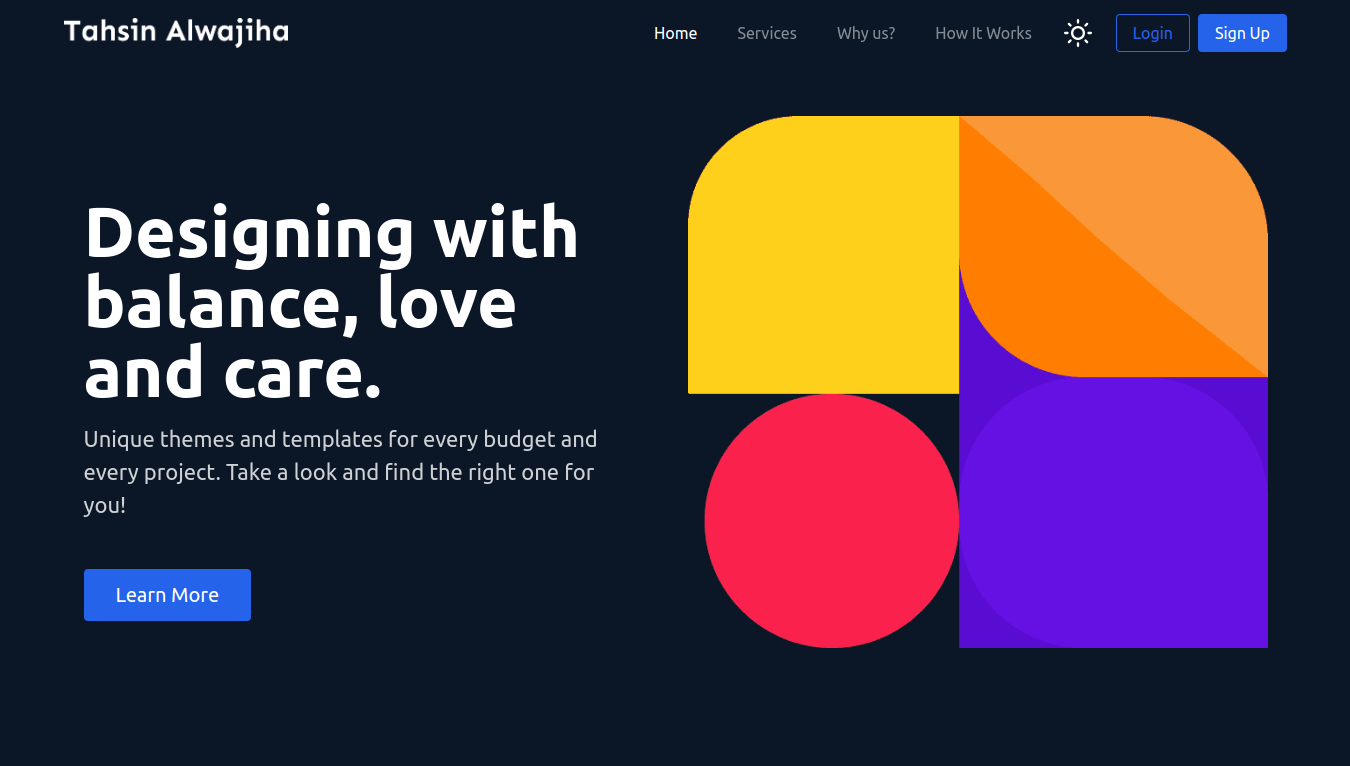 Tahsin Alwajiha
Home Services Why us? How It Works Login Sign Up
Designing with
balance, love
and care.
Unique themes and templates for every budget and
every project. Take a look and find the right one for
you!
Learn More